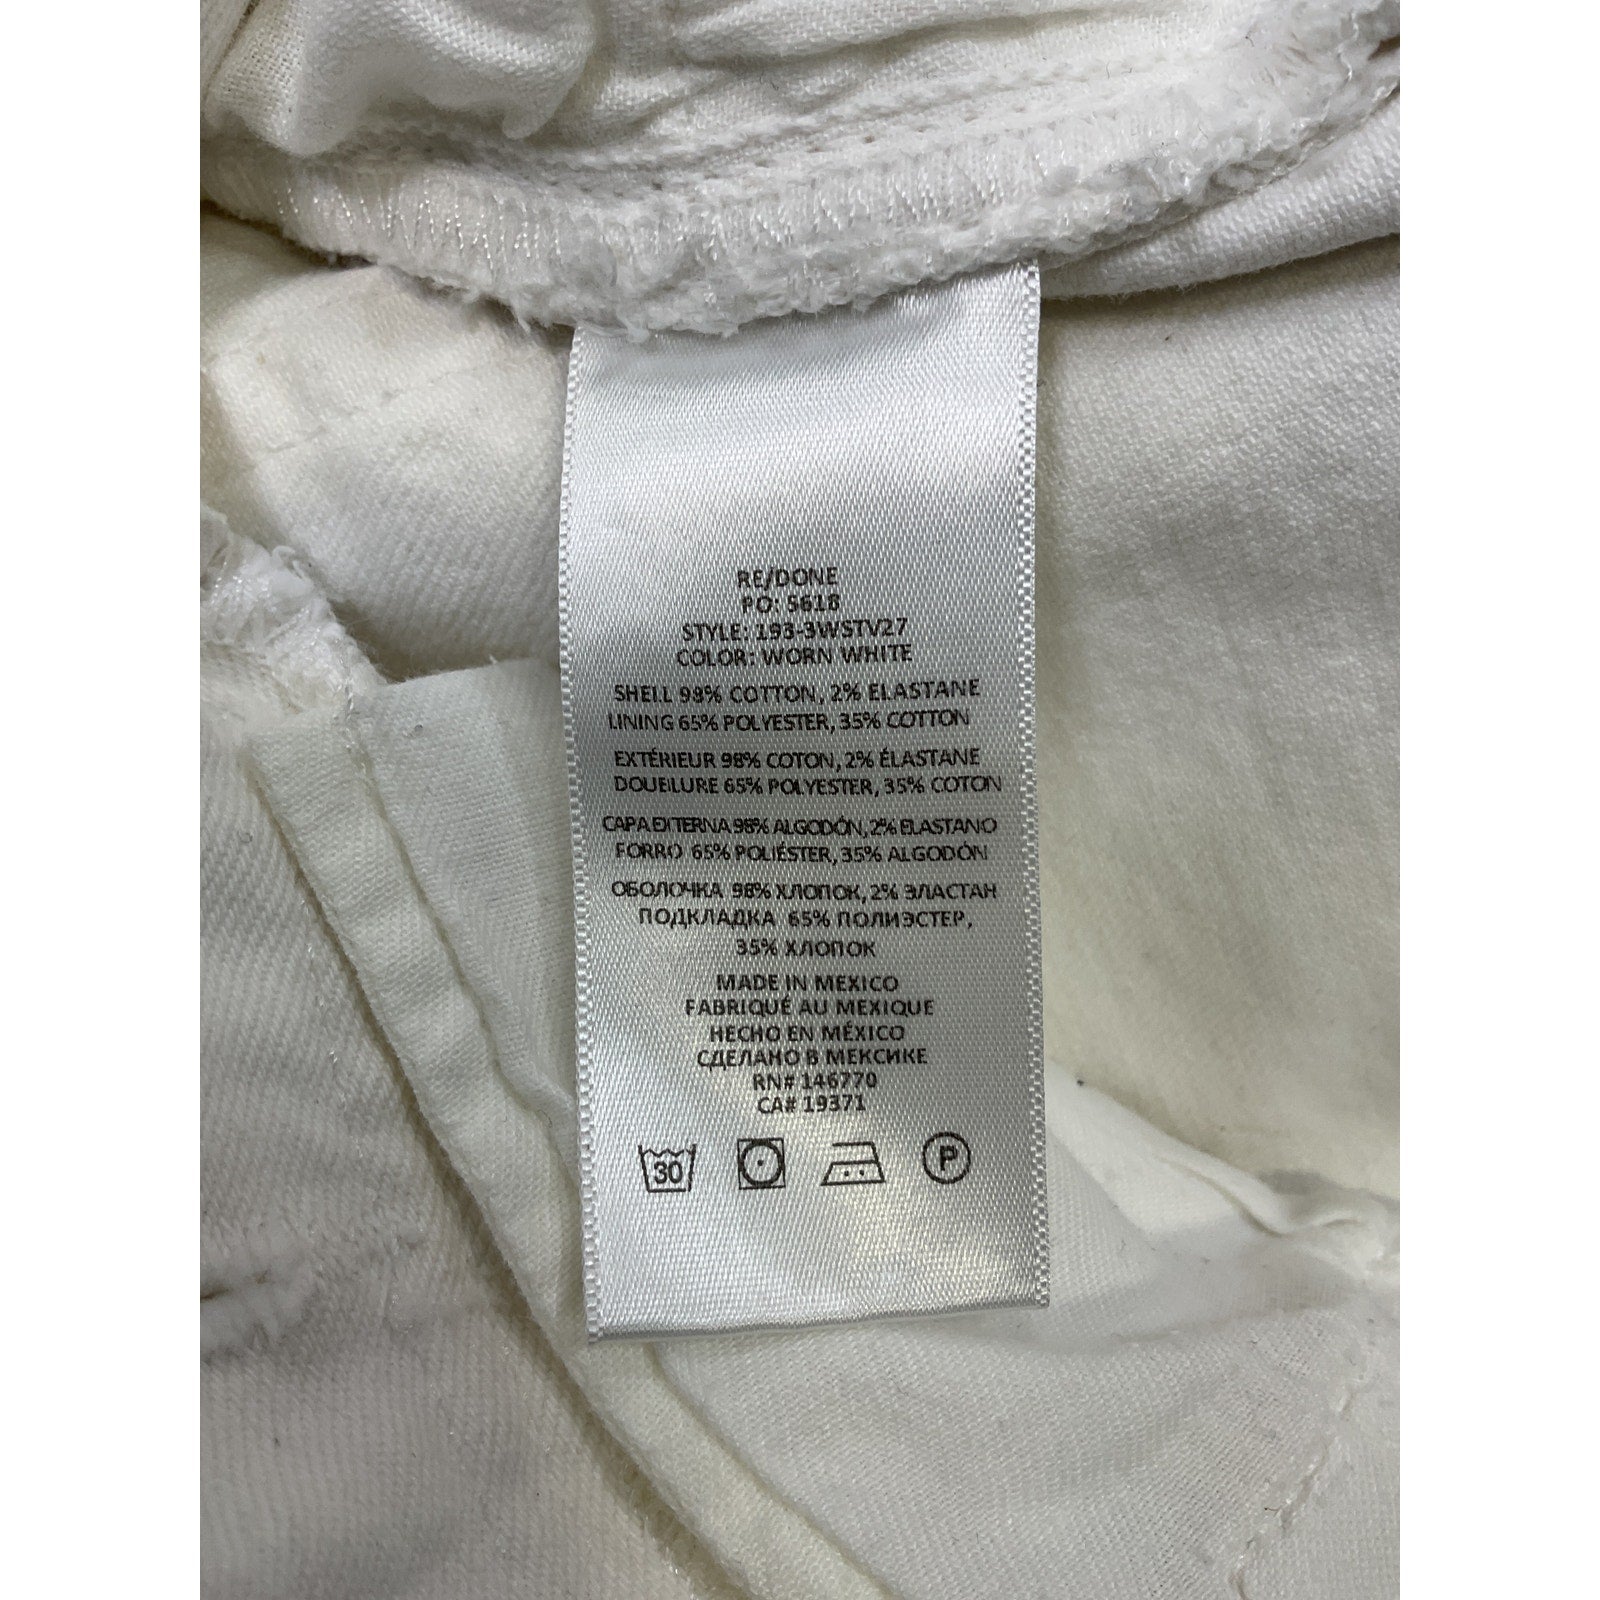 RE/DONE
PO: 5618
STYLE: 193-3WSTV27
COLOR: WORN WHITE
SHELL 98% COTTON, 2% ELASTANE
LINING 65% POLYESTER, 35% COTTON
EXTÉRIEUR 98% COTON, 2% ÉLASTANE
DOUBLURE 65% POLYESTER, 35% COTON
CAPA EXTERNA 98% ALGODÓN, 2% ELASTANO
FORRO 65% POLIÉSTER, 35% ALGODÓN
ОБОЛОЧКА 98% ХЛОПОК, 2% ЭЛАСТАН
ПОДКЛАДКА 65% ПОЛИЭСТЕР,
35% ХЛОПОК
MADE IN MEXICO
FABRIQUÉ AU MEXIQUE
HECHO EN MÉXICO
СДЕЛАНО В МЕКСИКЕ
RN# 146770
CA# 19371
30 P